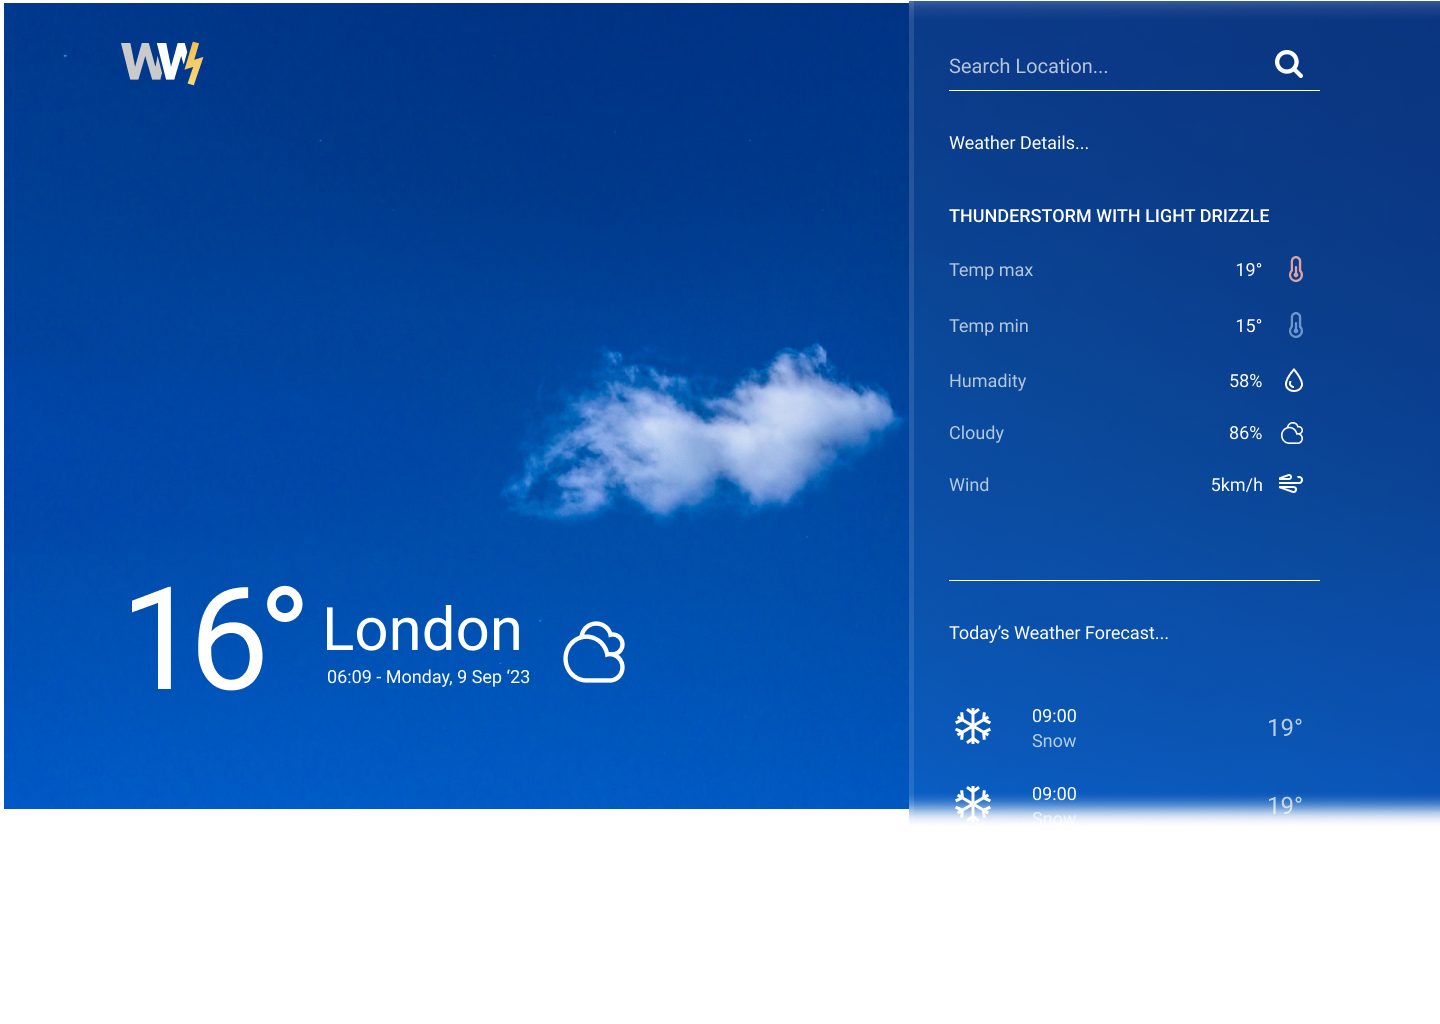 WW
16° London
06:09 - Monday, 9 Sep ‘23
Search Location...
Weather Details...
THUNDERSTORM WITH LIGHT DRIZZLE
Temp max 19°
Temp min 15°
Humadity 58%
Cloudy 86%
Wind 5km/h
Today’s Weather Forecast...
09:00
Snow 19°
09:00
Snow 19°